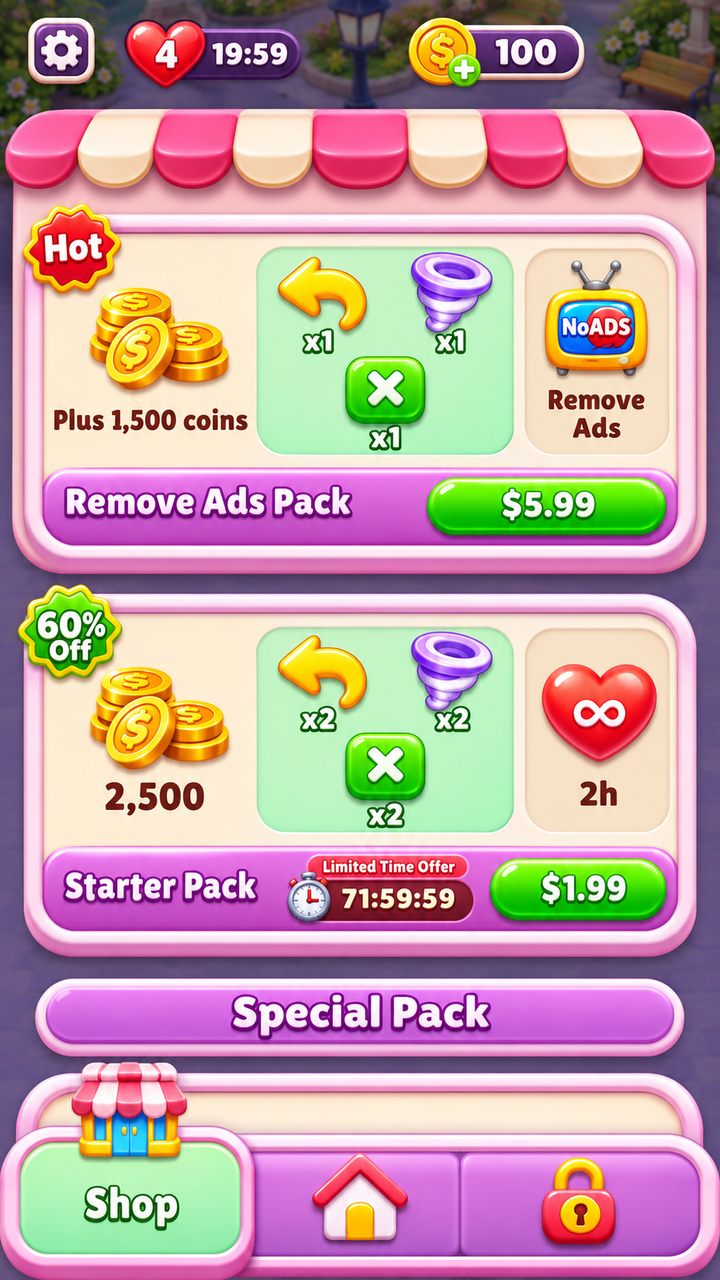 4
19:59
100
Hot
Plus 1,500 coins
x1
x1
x1
NoADS
Remove
Ads
Remove Ads Pack
$5.99
60%
Off
2,500
x2
x2
x2
2h
Starter Pack
Limited Time Offer
71:59:59
$1.99
Special Pack
Shop